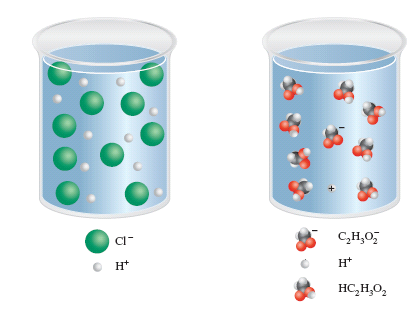 −
+
Cl⁻
H⁺
−
C₂H₃O₂⁻
H⁺
HC₂H₃O₂